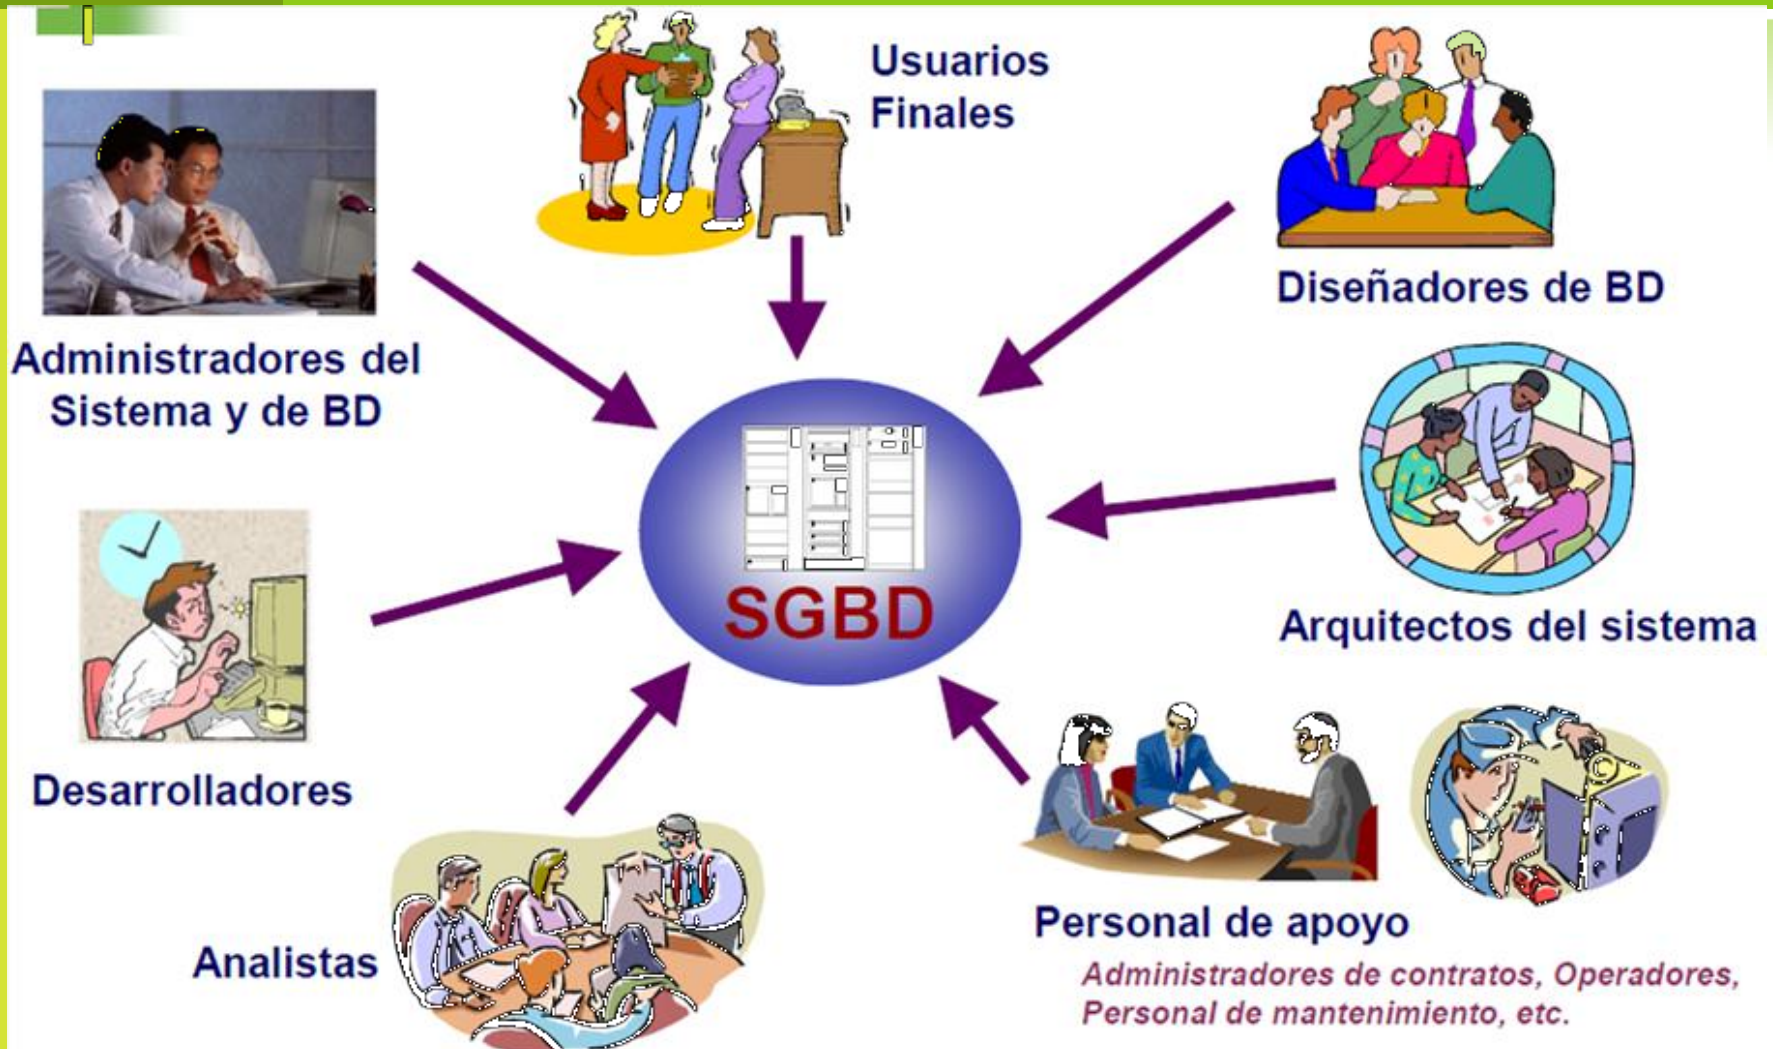 Usuarios
Finales
Diseñadores de BD
Administradores del
Sistema y de BD
SGBD
Arquitectos del sistema
Desarrolladores
Personal de apoyo
Analistas
Administradores de contratos, Operadores,
Personal de mantenimiento, etc.